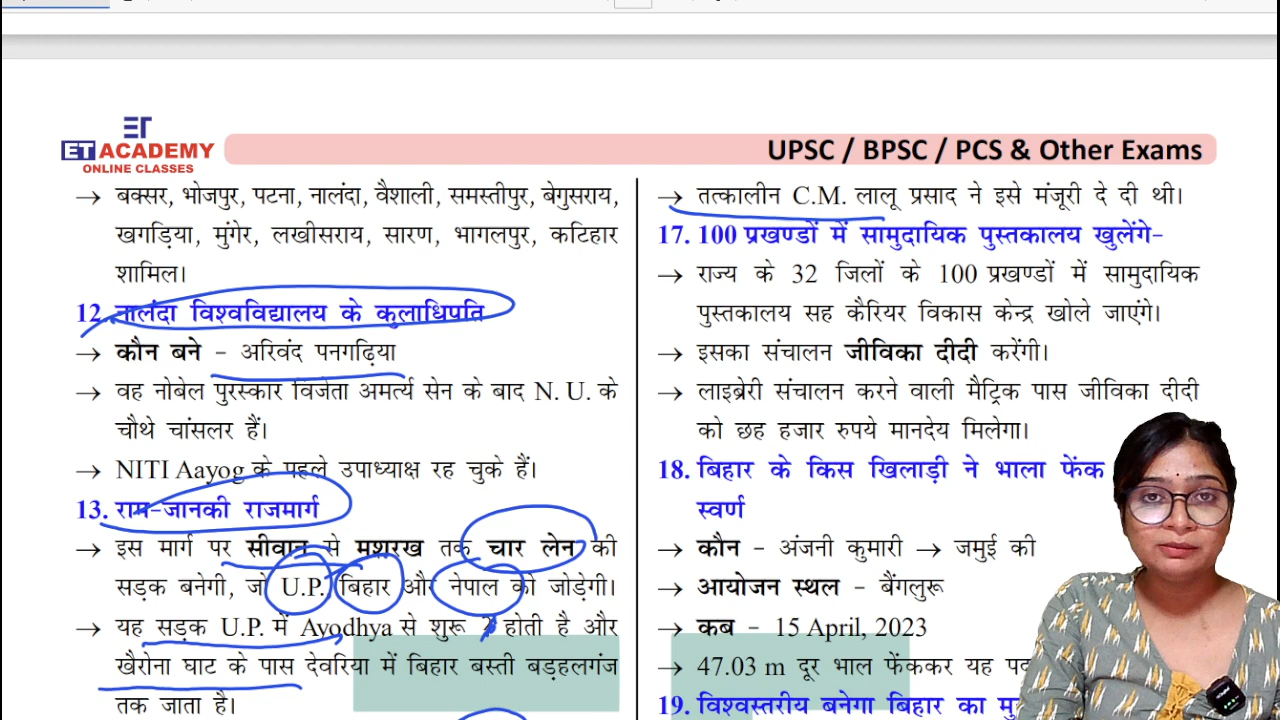 ET
ET ACADEMY
ONLINE CLASSES
UPSC / BPSC / PCS & Other Exams
→ बक्सर, भोजपुर, पटना, नालंदा, वैशाली, समस्तीपुर, बेगुसराय,
खगड़िया, मुंगेर, लखीसराय, सारण, भागलपुर, कटिहार
शामिल।
12. नालंदा विश्वविद्यालय के कुलाधिपति
→ कौन बने - अरिवंद पनगढ़िया
→ वह नोबेल पुरस्कार विजेता अमर्त्य सेन के बाद N. U. के
चौथे चांसलर हैं।
→ NITI Aayog के पहले उपाध्यक्ष रह चुके हैं।
13. राम-जानकी राजमार्ग
→ इस मार्ग पर सीवान से मशरख तक चार लेन की
सड़क बनेगी, जो U.P. बिहार और नेपाल को जोड़ेगी।
→ यह सड़क U.P. में Ayodhya से शुरू होती है और
खैरोना घाट के पास देवरिया में बिहार बस्ती बड़हलगंज
तक जाता है।
→ तत्कालीन C.M. लालू प्रसाद ने इसे मंजूरी दे दी थी।
17. 100 प्रखण्डों में सामुदायिक पुस्तकालय खुलेंगे-
→ राज्य के 32 जिलों के 100 प्रखण्डों में सामुदायिक
पुस्तकालय सह कैरियर विकास केन्द्र खोले जाएंगे।
→ इसका संचालन जीविका दीदी करेंगी।
→ लाइब्रेरी संचालन करने वाली मैट्रिक पास जीविका दीदी
को छह हजार रुपये मानदेय मिलेगा।
18. बिहार के किस खिलाड़ी ने भाला फेंक
स्वर्ण
→ कौन - अंजनी कुमारी → जमुई की
→ आयोजन स्थल - बैंगलुरू
→ कब - 15 April, 2023
→ 47.03 m दूर भाल फेंककर यह
19. विश्वस्तरीय बनेगा बिहार का